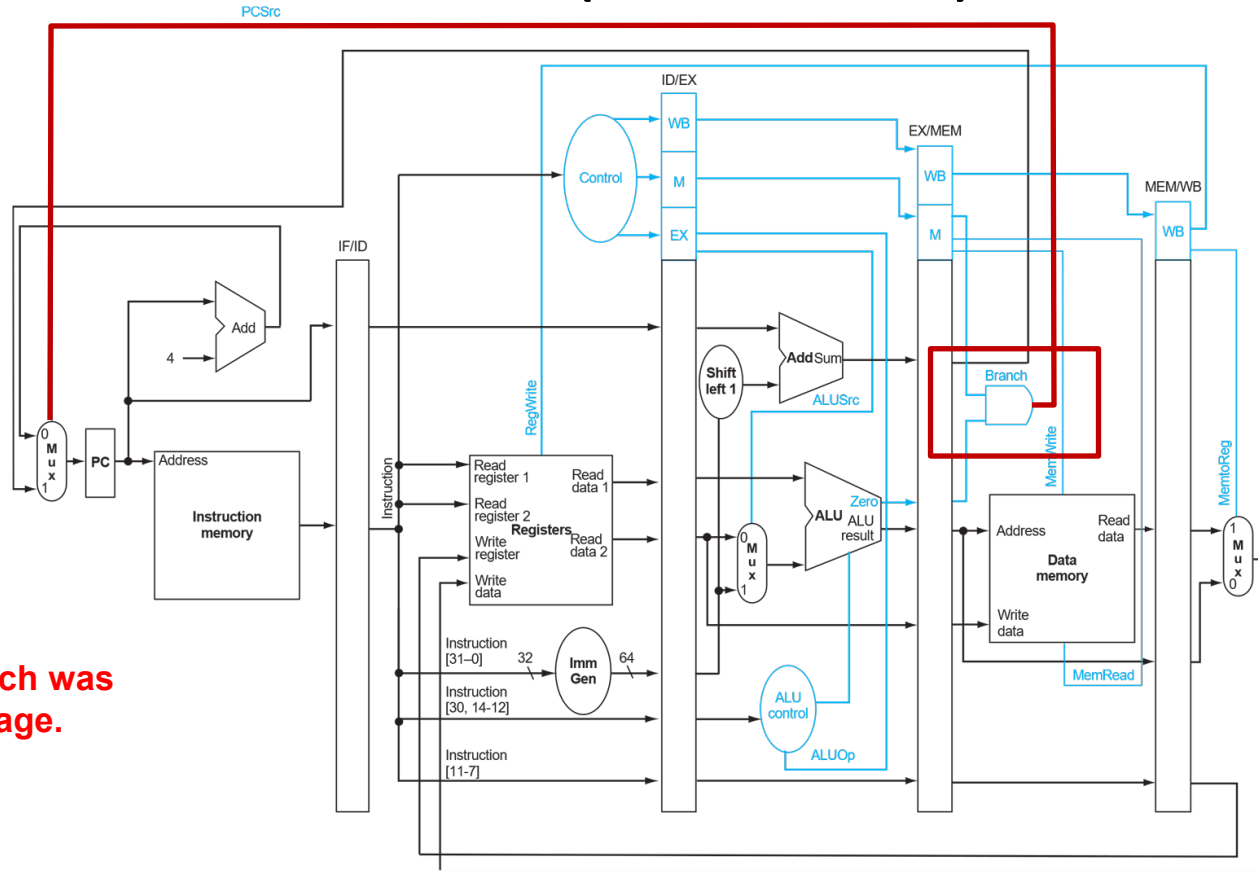 PCSrc
ID/EX
WB
EX/MEM
Control
M
WB
MEM/WB
EX
M
WB
IF/ID
Add
4
Add Sum
Shift
left 1
Branch
ALUSrc
RegWrite
MemWrite
MemtoReg
0
M
u
x
1
PC
Address
Instruction
memory
Instruction
Read
register 1
Read
register 2
Write
register
Write
data
Registers
Read
data 1
Read
data 2
0
M
u
x
1
Zero
ALU
ALU
result
Address
Read
data
Data
memory
Write
data
1
M
u
x
0
MemRead
Instruction
[31–0]
32
Imm
Gen
64
Instruction
[30, 14-12]
ALU
control
Instruction
[11-7]
ALUOp
ch was
age.